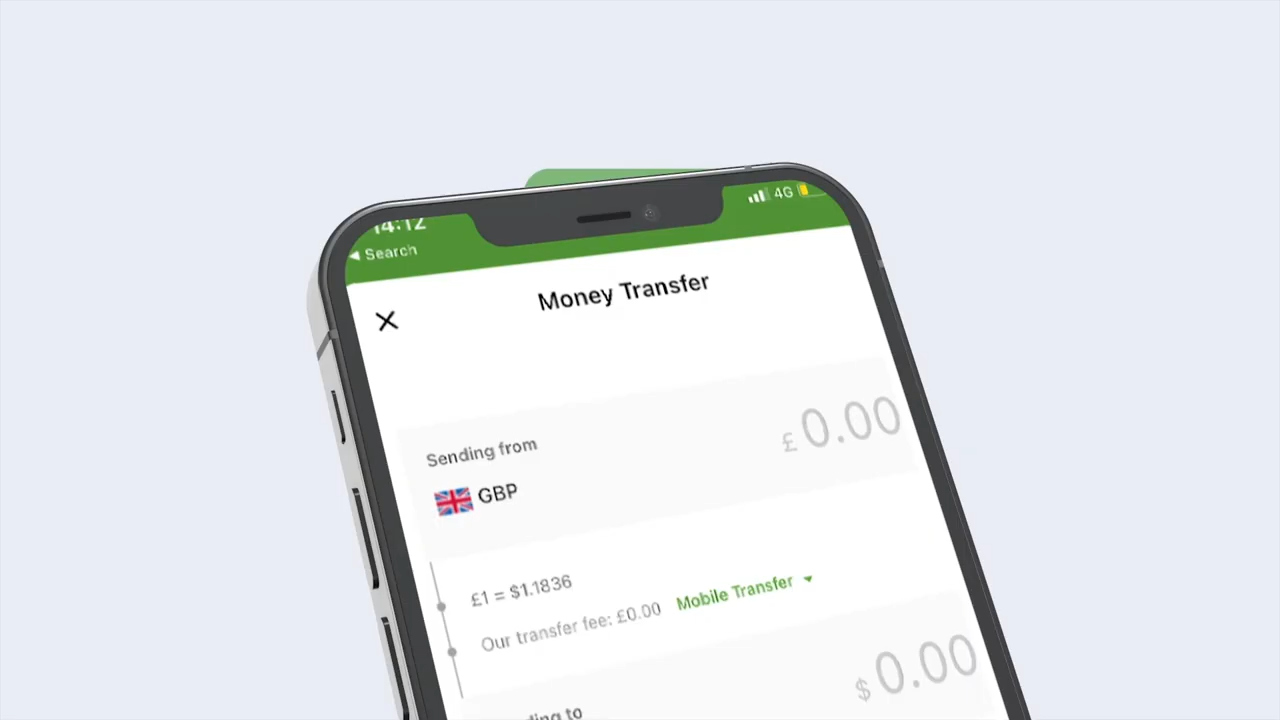 14:12
4G
Search
Money Transfer
Sending from
£ 0.00
GBP
£1 = $1.1836
Our transfer fee: £0.00 Mobile Transfer
$ 0.00
to